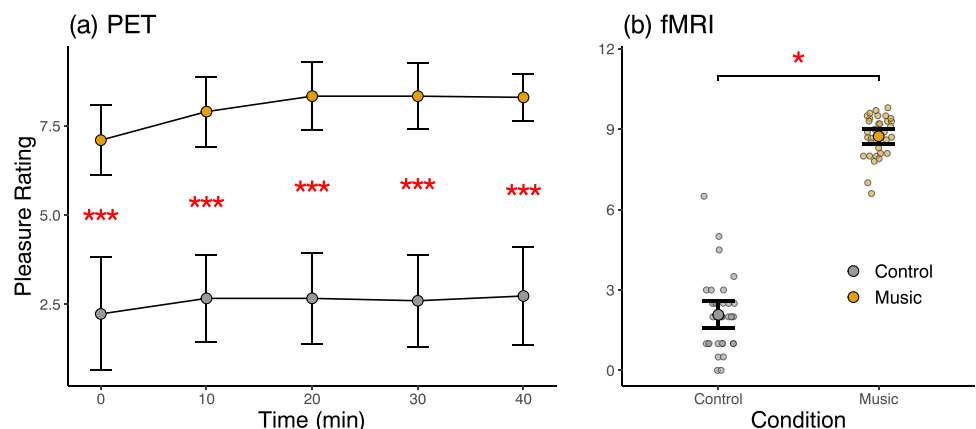 (a) PET
Pleasure Rating
7.5
5.0
2.5
*** *** *** *** ***
0 10 20 30 40
Time (min)
(b) fMRI
12
9
6
3
0
*
Control
Music
Control Music
Condition